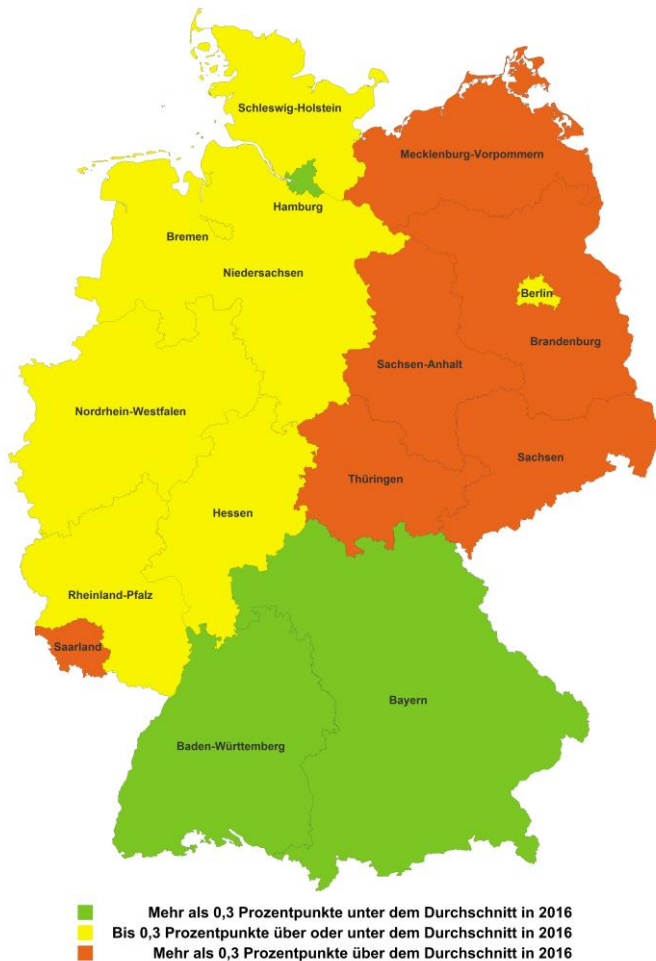 Schleswig-Holstein
Mecklenburg-Vorpommern
Hamburg
Bremen
Niedersachsen
Berlin
Brandenburg
Sachsen-Anhalt
Nordrhein-Westfalen
Sachsen
Thüringen
Hessen
Rheinland-Pfalz
Saarland
Bayern
Baden-Württemberg
Mehr als 0,3 Prozentpunkte unter dem Durchschnitt in 2016
Bis 0,3 Prozentpunkte über oder unter dem Durchschnitt in 2016
Mehr als 0,3 Prozentpunkte über dem Durchschnitt in 2016